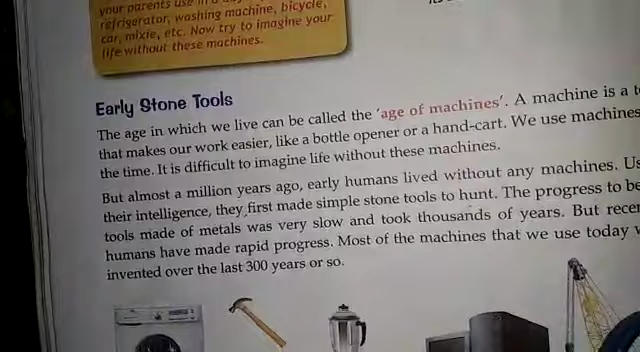 your parents use in a
refrigerator, washing machine, bicycle,
car, mixie, etc. Now try to imagine your
life without these machines.
Early Stone Tools
The age in which we live can be called the 'age of machines'. A machine is a
that makes our work easier, like a bottle opener or a hand-cart. We use machines
the time. It is difficult to imagine life without these machines.
But almost a million years ago, early humans lived without any machines.
their intelligence, they first made simple stone tools to hunt. The progress to
tools made of metals was very slow and took thousands of years. But
humans have made rapid progress. Most of the machines that we use today
invented over the last 300 years or so.